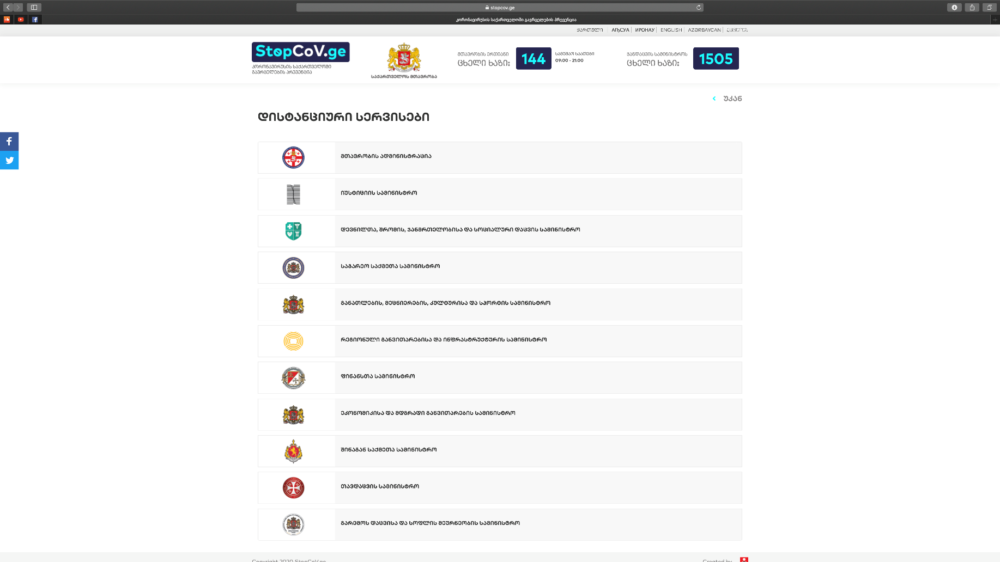 stopcov.ge
კორონავირუსის საქართველოში გავრცელების პრევენცია
ᲥᲐᲠᲗᲣᲚᲘ
АҦСУА
ИРОНАУ
ENGLISH
AZƏRBAYCAN
StopCoV.ge
ᲙᲝᲠᲝᲜᲐᲕᲘᲠᲣᲡᲘᲡ ᲡᲐᲥᲐᲠᲗᲕᲔᲚᲝᲨᲘ
ᲒᲐᲕᲠᲪᲔᲚᲔᲑᲘᲡ ᲞᲠᲔᲕᲔᲜᲪᲘᲐ
ᲡᲐᲥᲐᲠᲗᲕᲔᲚᲝᲡ ᲛᲗᲐᲕᲠᲝᲑᲐ
ᲛᲗᲐᲕᲠᲝᲑᲘᲡ ᲔᲠᲗᲘᲐᲜᲘ
ᲪᲮᲔᲚᲘ ᲮᲐᲖᲘ:
144
ᲡᲐᲛᲣᲨᲐᲝ ᲡᲐᲐᲗᲔᲑᲘ
09:00 - 21:00
ᲯᲐᲜᲓᲐᲪᲕᲘᲡ ᲡᲐᲛᲘᲜᲘᲡᲢᲠᲝᲡ
ᲪᲮᲔᲚᲘ ᲮᲐᲖᲘ:
1505
ᲣᲙᲐᲜ
ᲓᲘᲡᲢᲐᲜᲪᲘᲣᲠᲘ ᲡᲔᲠᲕᲘᲡᲔᲑᲘ
ᲛᲗᲐᲕᲠᲝᲑᲘᲡ ᲐᲓᲛᲘᲜᲘᲡᲢᲠᲐᲪᲘᲐ
ᲘᲣᲡᲢᲘᲪᲘᲘᲡ ᲡᲐᲛᲘᲜᲘᲡᲢᲠᲝ
ᲓᲔᲕᲜᲘᲚᲗᲐ, ᲨᲠᲝᲛᲘᲡ, ᲯᲐᲜᲛᲠᲗᲔᲚᲝᲑᲘᲡᲐ ᲓᲐ ᲡᲝᲪᲘᲐᲚᲣᲠᲘ ᲓᲐᲪᲕᲘᲡ ᲡᲐᲛᲘᲜᲘᲡᲢᲠᲝ
ᲡᲐᲒᲐᲠᲔᲝ ᲡᲐᲥᲛᲔᲗᲐ ᲡᲐᲛᲘᲜᲘᲡᲢᲠᲝ
ᲒᲐᲜᲐᲗᲚᲔᲑᲘᲡ, ᲛᲔᲪᲜᲘᲔᲠᲔᲑᲘᲡ, ᲙᲣᲚᲢᲣᲠᲘᲡᲐ ᲓᲐ ᲡᲞᲝᲠᲢᲘᲡ ᲡᲐᲛᲘᲜᲘᲡᲢᲠᲝ
ᲠᲔᲒᲘᲝᲜᲣᲚᲘ ᲒᲐᲜᲕᲘᲗᲐᲠᲔᲑᲘᲡᲐ ᲓᲐ ᲘᲜᲤᲠᲐᲡᲢᲠᲣᲥᲢᲣᲠᲘᲡ ᲡᲐᲛᲘᲜᲘᲡᲢᲠᲝ
ᲤᲘᲜᲐᲜᲡᲗᲐ ᲡᲐᲛᲘᲜᲘᲡᲢᲠᲝ
ᲔᲙᲝᲜᲝᲛᲘᲙᲘᲡᲐ ᲓᲐ ᲛᲓᲒᲠᲐᲓᲘ ᲒᲐᲜᲕᲘᲗᲐᲠᲔᲑᲘᲡ ᲡᲐᲛᲘᲜᲘᲡᲢᲠᲝ
ᲨᲘᲜᲐᲒᲐᲜ ᲡᲐᲥᲛᲔᲗᲐ ᲡᲐᲛᲘᲜᲘᲡᲢᲠᲝ
ᲗᲐᲕᲓᲐᲪᲕᲘᲡ ᲡᲐᲛᲘᲜᲘᲡᲢᲠᲝ
ᲒᲐᲠᲔᲛᲝᲡ ᲓᲐᲪᲕᲘᲡᲐ ᲓᲐ ᲡᲝᲤᲚᲘᲡ ᲛᲔᲣᲠᲜᲔᲝᲑᲘᲡ ᲡᲐᲛᲘᲜᲘᲡᲢᲠᲝ
Copyright 2020 StopCoV.ge
Created by